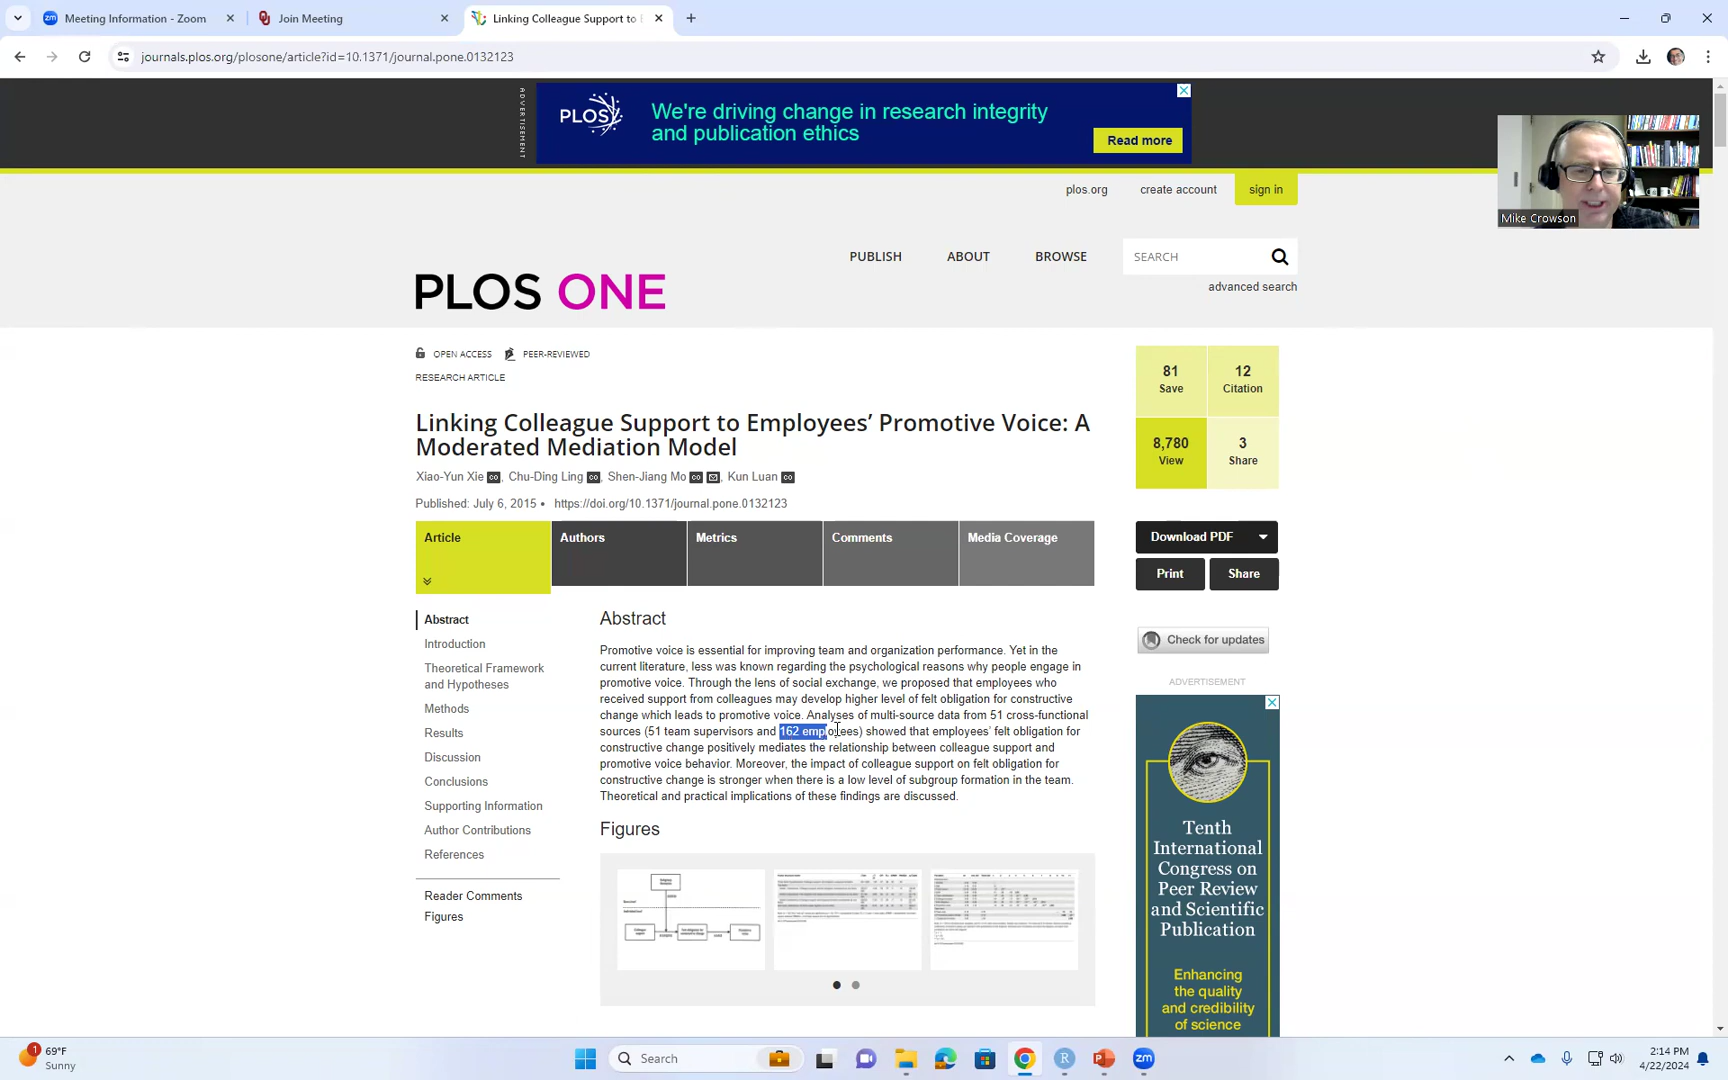 Meeting Information - Zoom
Join Meeting
Linking Colleague Support to
journals.plos.org/plosone/article?id=10.1371/journal.pone.0132123
ADVERTISEMENT
PLOS
We're driving change in research integrity
and publication ethics
Read more
Mike Crowson
plos.org
create account
sign in
PUBLISH
ABOUT
BROWSE
SEARCH
advanced search
PLOS ONE
OPEN ACCESS
PEER-REVIEWED
RESEARCH ARTICLE
Linking Colleague Support to Employees’ Promotive Voice: A
Moderated Mediation Model
Xiao-Yun Xie, Chu-Ding Ling, Shen-Jiang Mo, Kun Luan
Published: July 6, 2015 • https://doi.org/10.1371/journal.pone.0132123
81
Save
12
Citation
8,780
View
3
Share
Article
Authors
Metrics
Comments
Media Coverage
Download PDF
Print
Share
Check for updates
ADVERTISEMENT
Abstract
Introduction
Theoretical Framework
and Hypotheses
Methods
Results
Discussion
Conclusions
Supporting Information
Author Contributions
References
Reader Comments
Figures
Abstract
Promotive voice is essential for improving team and organization performance. Yet in the
current literature, less was known regarding the psychological reasons why people engage in
promotive voice. Through the lens of social exchange, we proposed that employees who
received support from colleagues may develop higher level of felt obligation for constructive
change which leads to promotive voice. Analyses of multi-source data from 51 cross-functional
sources (51 team supervisors and 162 employees) showed that employees’ felt obligation for
constructive change positively mediates the relationship between colleague support and
promotive voice behavior. Moreover, the impact of colleague support on felt obligation for
constructive change is stronger when there is a low level of subgroup formation in the team.
Theoretical and practical implications of these findings are discussed.
Figures
Tenth
International
Congress on
Peer Review
and Scientific
Publication
Enhancing
the quality
and credibility
of science
1
69°F
Sunny
Search
2:14 PM
4/22/2024